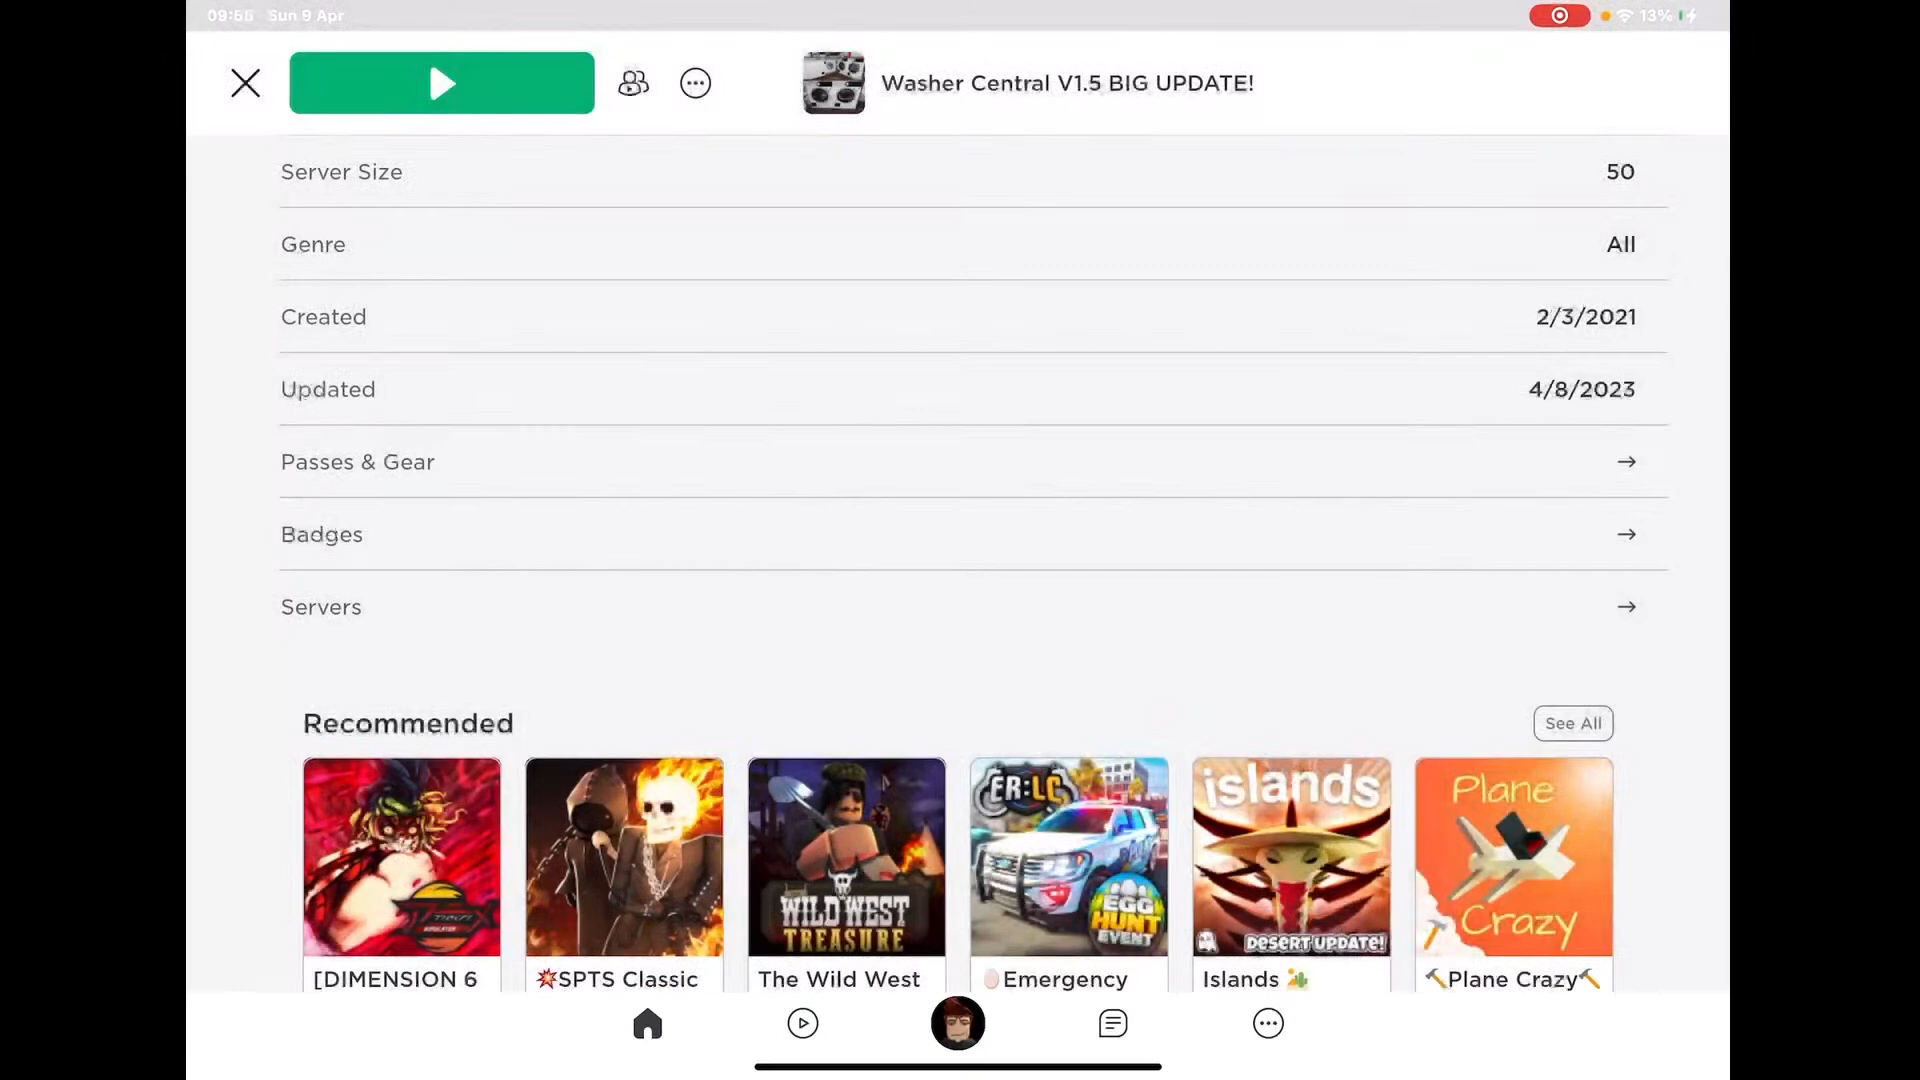 09:56 Sun 9 Apr
13%
Washer Central V1.5 BIG UPDATE!
Server Size 50
Genre All
Created 2/3/2021
Updated 4/8/2023
Passes & Gear →
Badges →
Servers →
Recommended
See All
ER:LC
EGG
HUNT
EVENT
WILD WEST
TREASURE
islands
DESERT UPDATE!
Plane
Crazy
[DIMENSION 6
💥SPTS Classic
The Wild West
🥚Emergency
Islands 🏜️
🔨Plane Crazy🔨